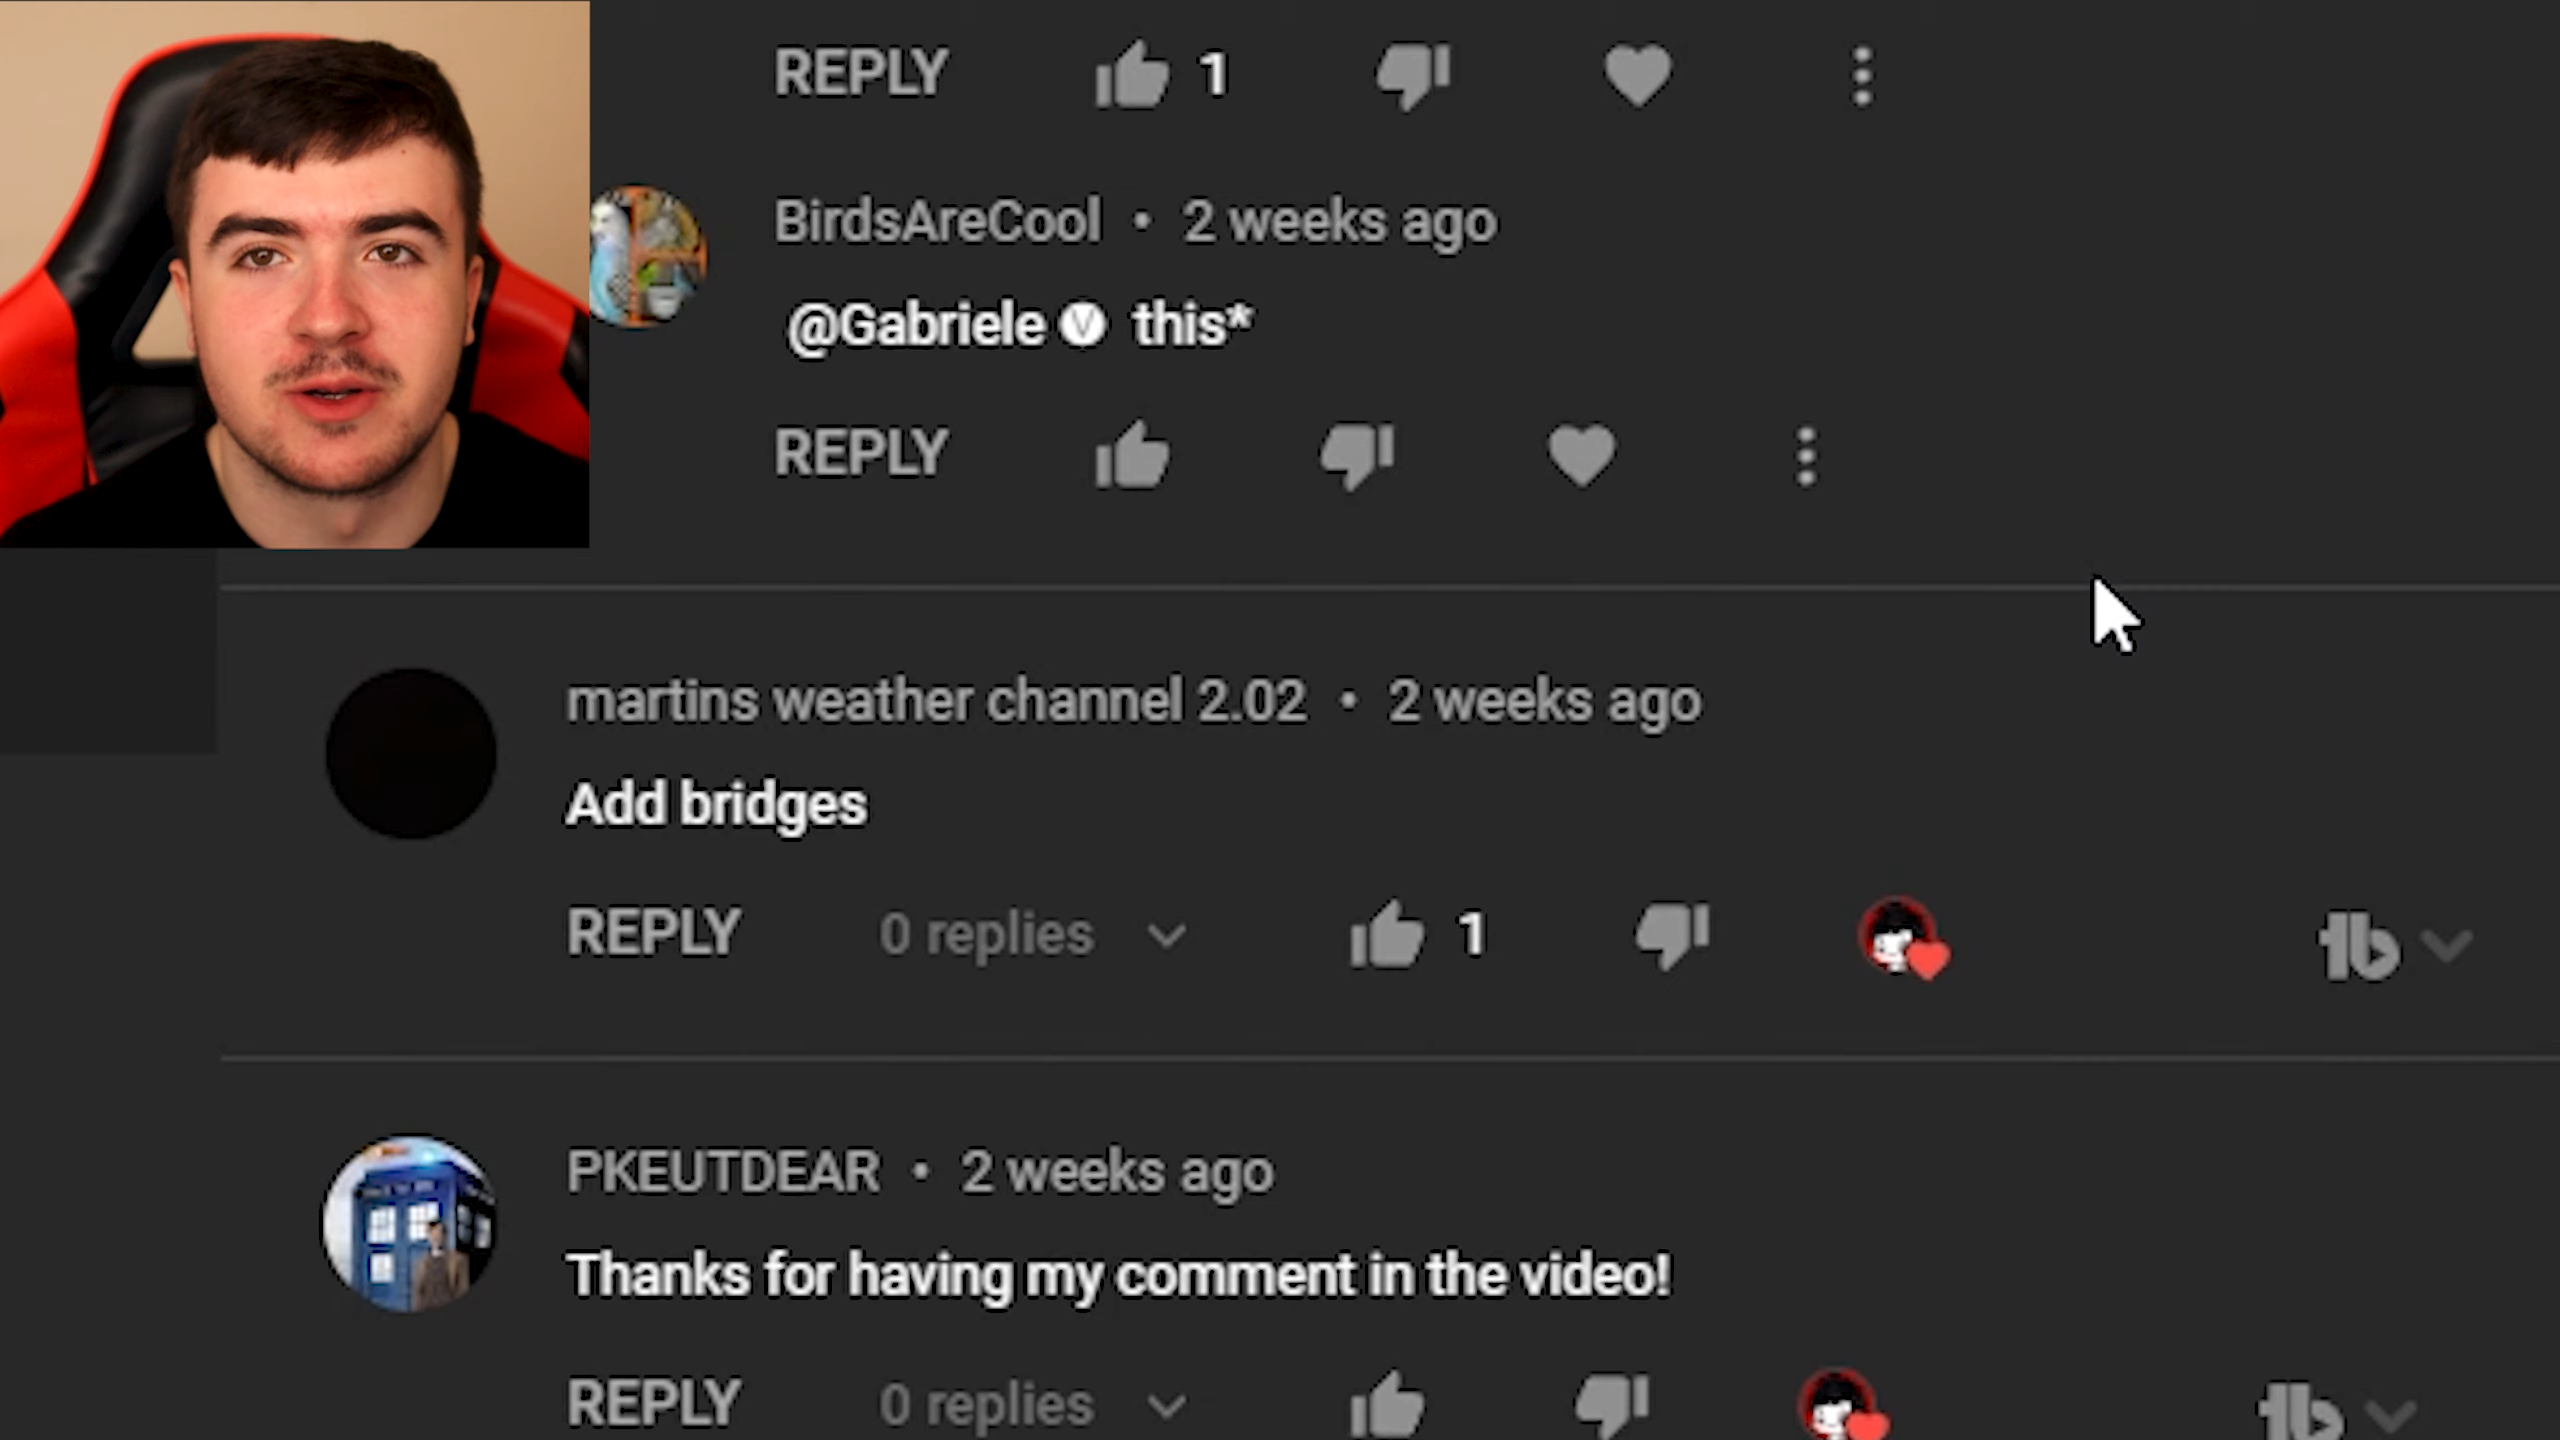 REPLY 1
BirdsAreCool • 2 weeks ago
@Gabriele V this*
REPLY
martins weather channel 2.02 • 2 weeks ago
Add bridges
REPLY 0 replies 1
tb
PKEUTDEAR • 2 weeks ago
Thanks for having my comment in the video!
REPLY 0 replies
tb